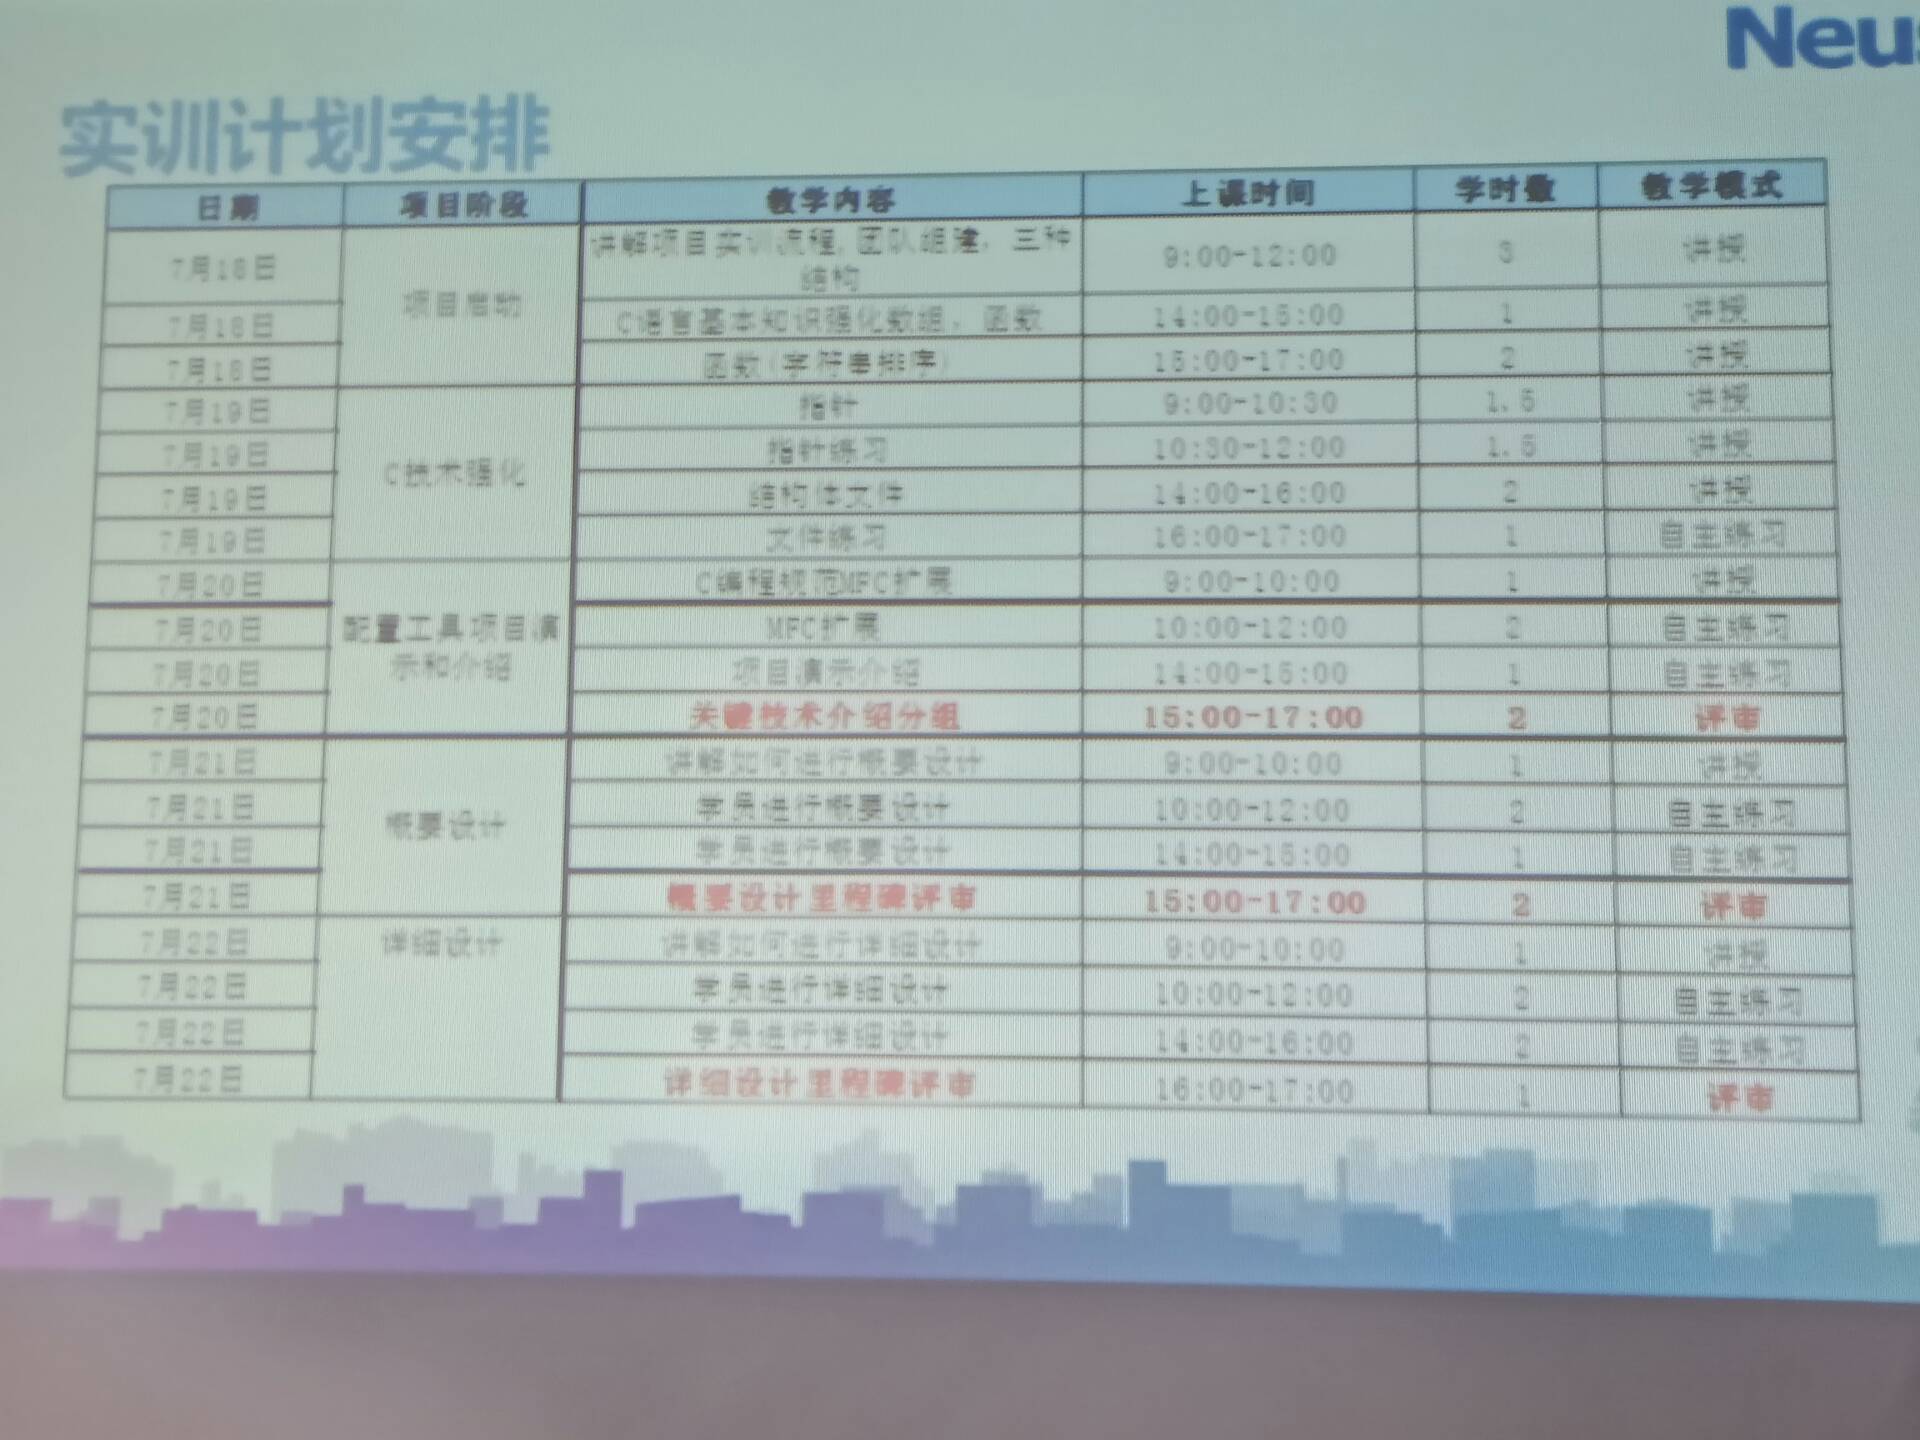 Neus
实训计划安排
日期 项目阶段 教学内容 上课时间 学时数 教学模式
7月18日 项目启动 讲解项目实训流程,团队组建,三种结构 9:00-12:00 3 讲授
7月18日 C语言基本知识强化数组,函数 14:00-15:00 1 讲授
7月18日 函数(字符串排序) 15:00-17:00 2 讲授
7月19日 C技术强化 指针 9:00-10:30 1.5 讲授
7月19日 指针练习 10:30-12:00 1.5 讲授
7月19日 结构体文件 14:00-16:00 2 讲授
7月19日 文件练习 16:00-17:00 1 自主练习
7月20日 配置工具项目演示和介绍 C编程规范MFC扩展 9:00-10:00 1 讲授
7月20日 MFC扩展 10:00-12:00 2 自主练习
7月20日 项目演示介绍 14:00-15:00 1 自主练习
7月20日 关键技术介绍分组 15:00-17:00 2 评审
7月21日 概要设计 讲解如何进行概要设计 9:00-10:00 1 讲授
7月21日 学员进行概要设计 10:00-12:00 2 自主练习
7月21日 学员进行概要设计 14:00-15:00 1 自主练习
7月21日 概要设计里程碑评审 15:00-17:00 2 评审
7月22日 详细设计 讲解如何进行详细设计 9:00-10:00 1 讲授
7月22日 学员进行详细设计 10:00-12:00 2 自主练习
7月22日 学员进行详细设计 14:00-16:00 2 自主练习
7月22日 详细设计里程碑评审 16:00-17:00 1 评审